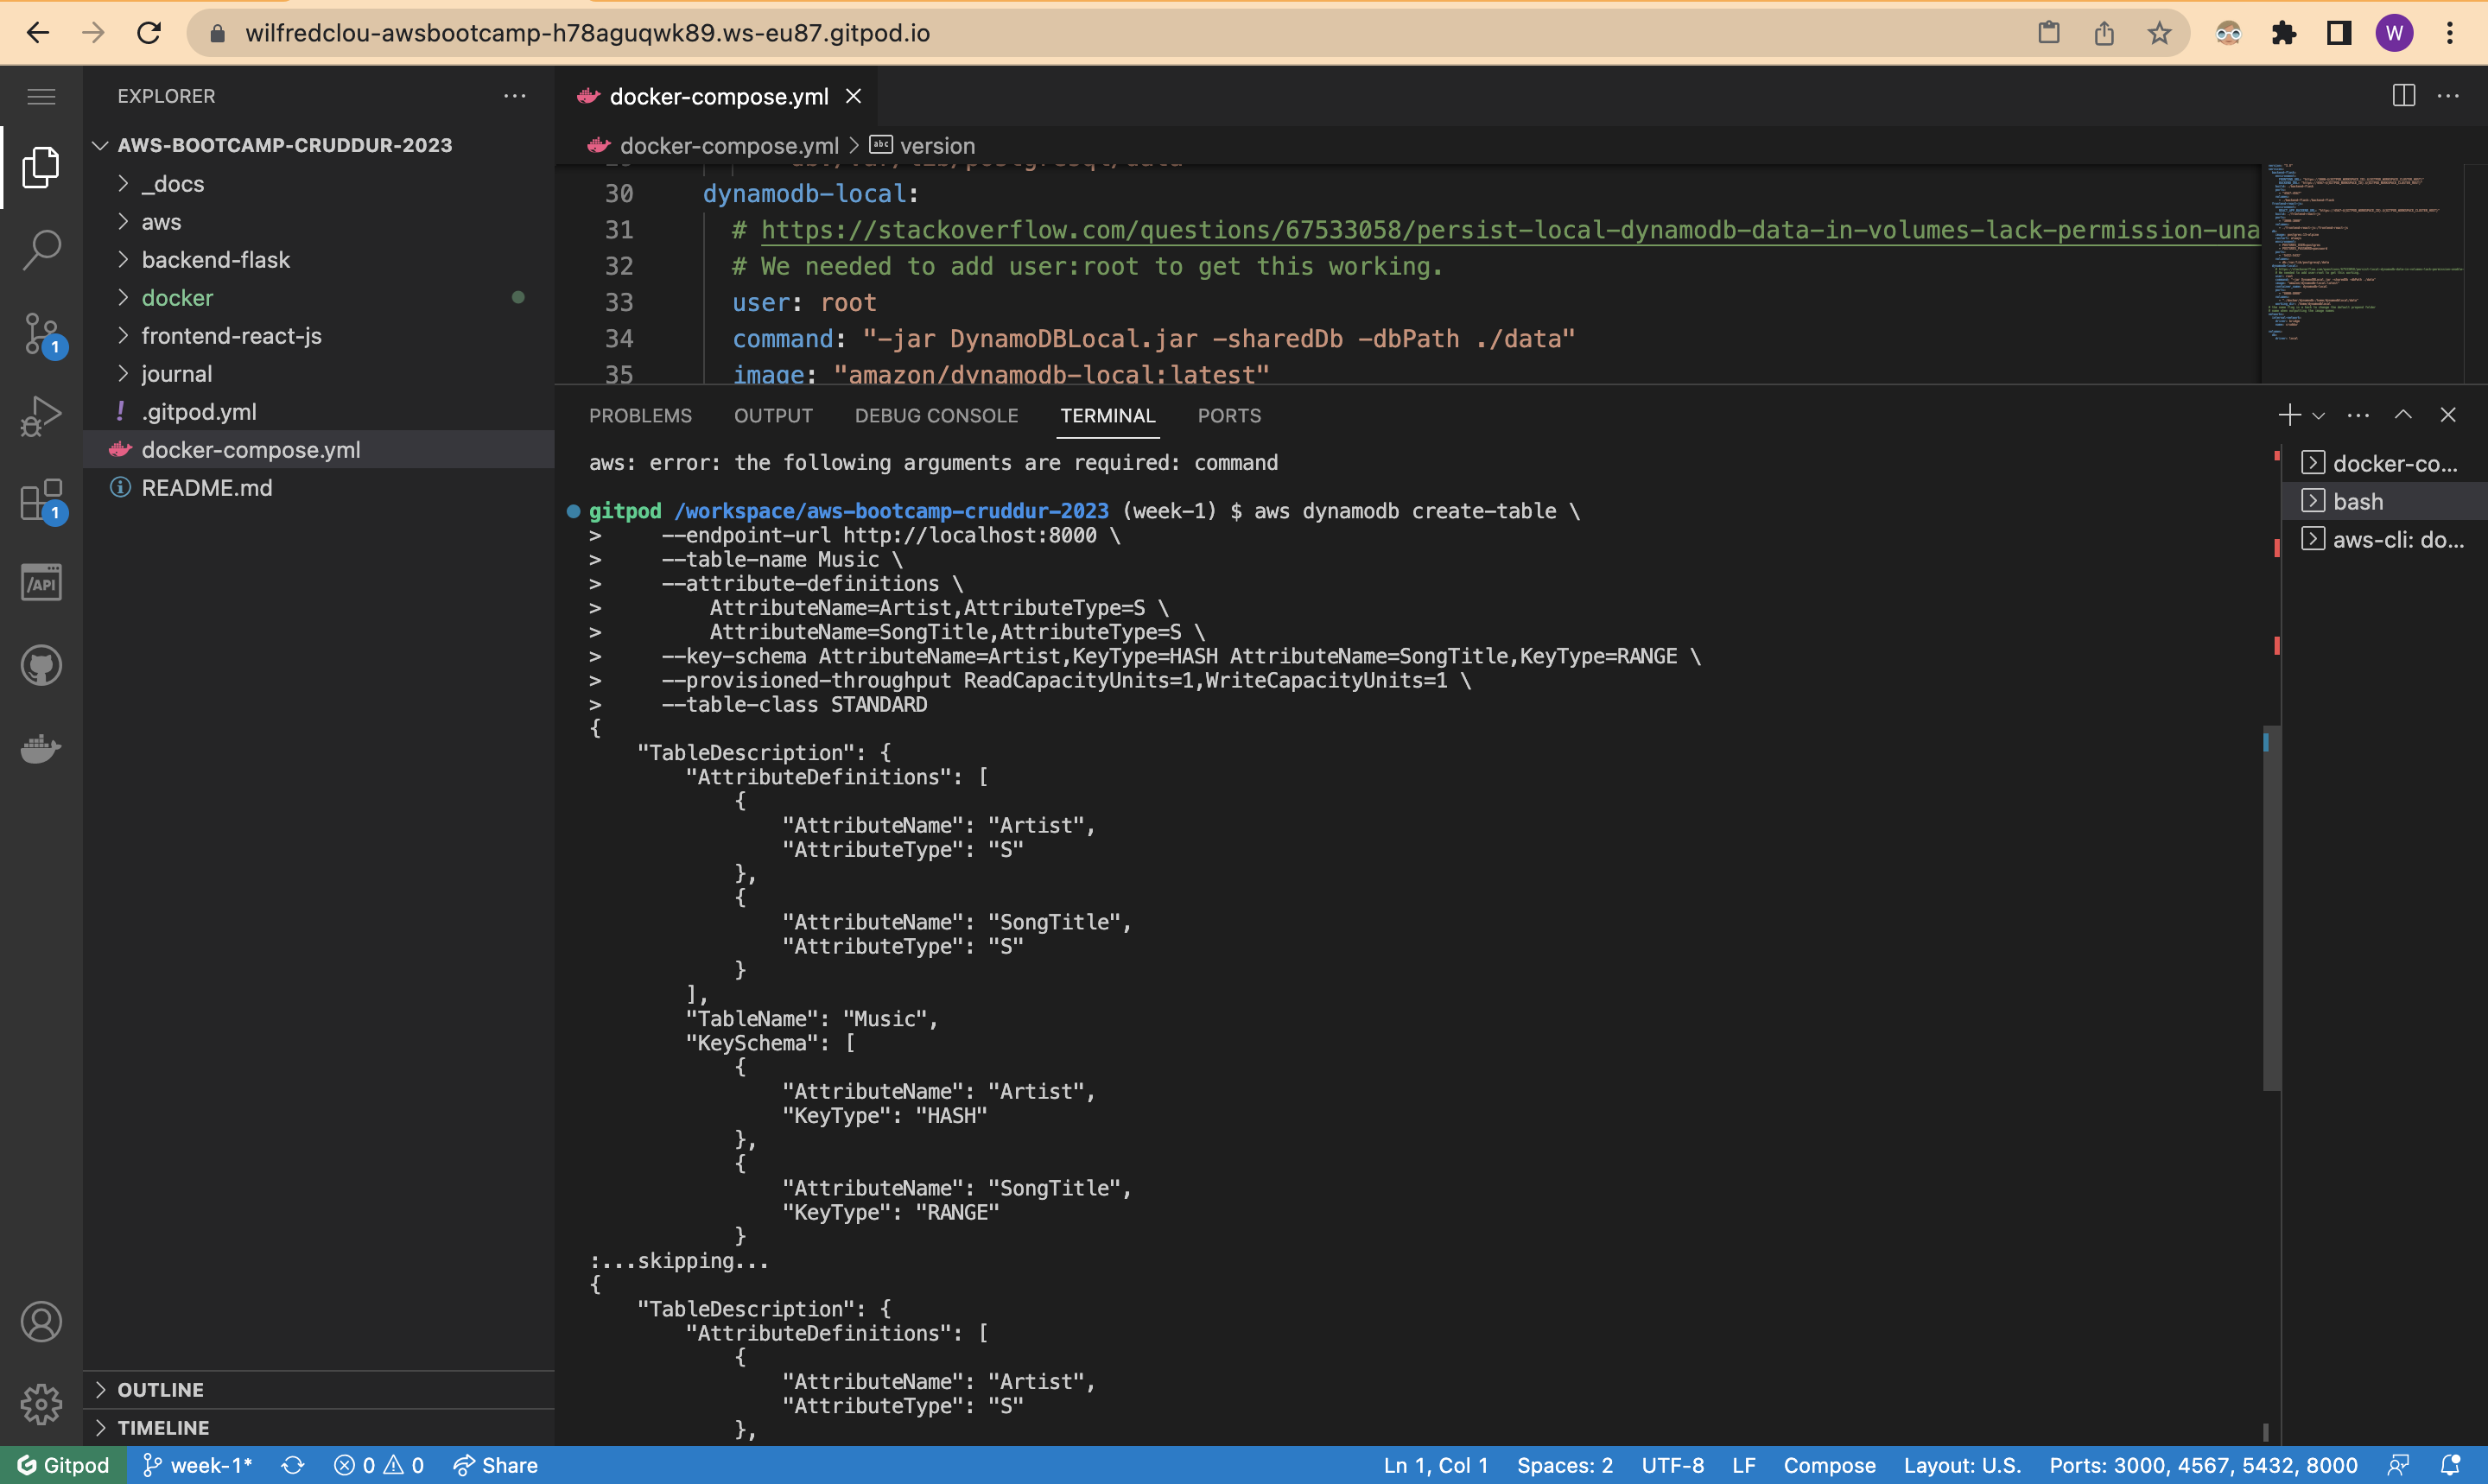 wilfredclou-awsbootcamp-h78aguqwk89.ws-eu87.gitpod.io
W
EXPLORER
AWS-BOOTCAMP-CRUDDUR-2023
_docs
aws
backend-flask
docker
frontend-react-js
journal
! .gitpod.yml
docker-compose.yml
README.md
OUTLINE
TIMELINE
1
1
/API
docker-compose.yml
docker-compose.yml > abc version
30 dynamodb-local:
31 # https://stackoverflow.com/questions/67533058/persist-local-dynamodb-data-in-volumes-lack-permission-una
32 # We needed to add user:root to get this working.
33 user: root
34 command: "-jar DynamoDBLocal.jar -sharedDb -dbPath ./data"
35 image: "amazon/dynamodb-local:latest"
PROBLEMS OUTPUT DEBUG CONSOLE TERMINAL PORTS
docker-co...
bash
aws-cli: do...
aws: error: the following arguments are required: command
gitpod /workspace/aws-bootcamp-cruddur-2023 (week-1) $ aws dynamodb create-table \
> --endpoint-url http://localhost:8000 \
> --table-name Music \
> --attribute-definitions \
> AttributeName=Artist,AttributeType=S \
> AttributeName=SongTitle,AttributeType=S \
> --key-schema AttributeName=Artist,KeyType=HASH AttributeName=SongTitle,KeyType=RANGE \
> --provisioned-throughput ReadCapacityUnits=1,WriteCapacityUnits=1 \
> --table-class STANDARD
{
"TableDescription": {
"AttributeDefinitions": [
{
"AttributeName": "Artist",
"AttributeType": "S"
},
{
"AttributeName": "SongTitle",
"AttributeType": "S"
}
],
"TableName": "Music",
"KeySchema": [
{
"AttributeName": "Artist",
"KeyType": "HASH"
},
{
"AttributeName": "SongTitle",
"KeyType": "RANGE"
}
:...skipping...
{
"TableDescription": {
"AttributeDefinitions": [
{
"AttributeName": "Artist",
"AttributeType": "S"
},
Gitpod week-1* 0 0 Share Ln 1, Col 1 Spaces: 2 UTF-8 LF Compose Layout: U.S. Ports: 3000, 4567, 5432, 8000